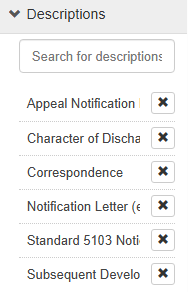 Descriptions
Search for descriptions
Appeal Notification
Character of Discha
Correspondence
Notification Letter (e
Standard 5103 Noti
Subsequent Develo